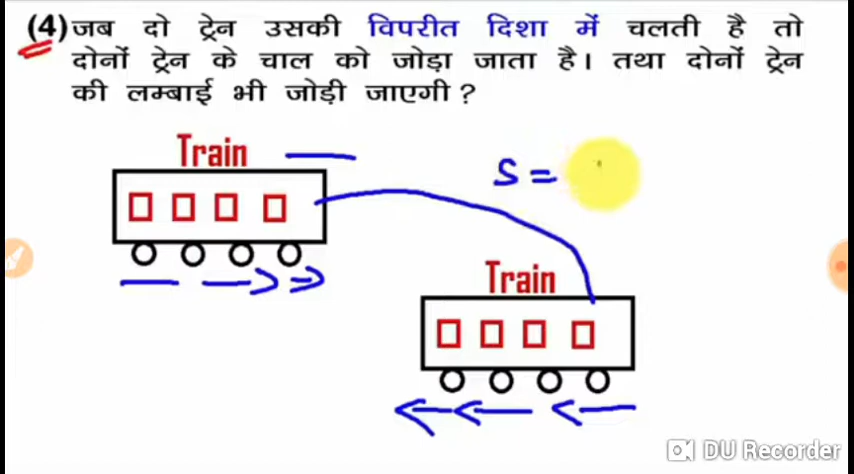 (4) जब दो ट्रेन उसकी विपरीत दिशा में चलती है तो
दोनों ट्रेन के चाल को जोड़ा जाता है। तथा दोनों ट्रेन
की लम्बाई भी जोड़ी जाएगी ?
Train
S =
Train
DU Recorder